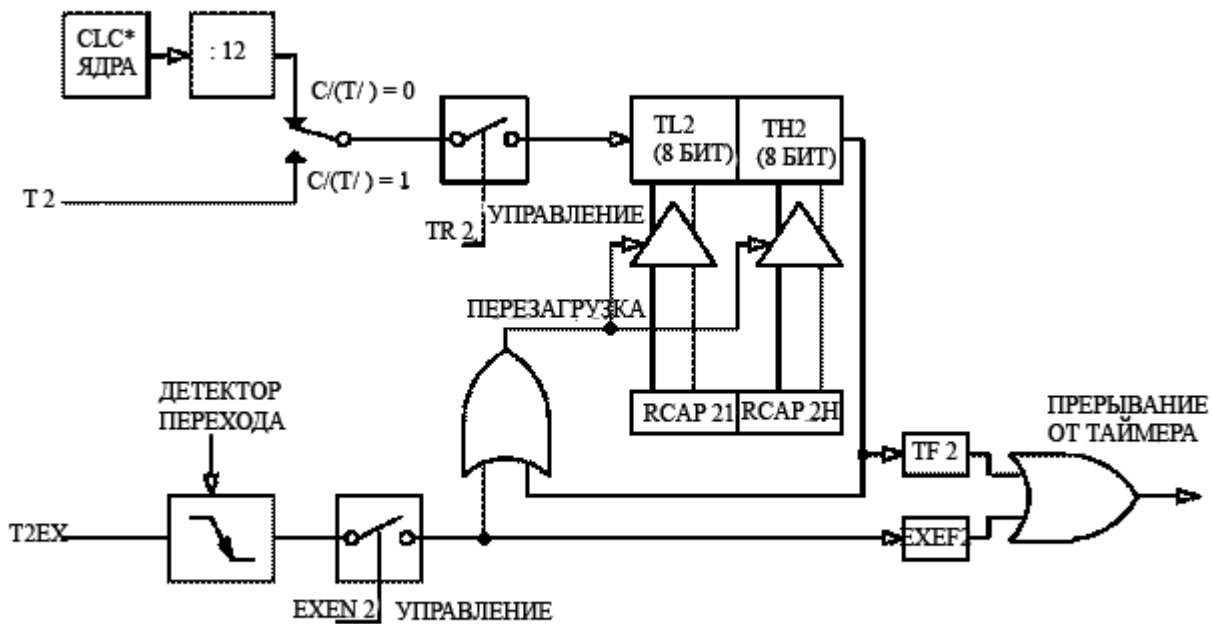 CLC*
ЯДРА
: 12
C/(T/ ) = 0
TL2
(8 БИТ)
TH2
(8 БИТ)
T 2
C/(T/ ) = 1
TR 2
УПРАВЛЕНИЕ
ПЕРЕЗАГРУЗКА
ДЕТЕКТОР
ПЕРЕХОДА
RCAP 21
RCAP 2H
ПРЕРЫВАНИЕ
ОТ ТАЙМЕРА
TF 2
T2EX
EXEF2
EXEN 2
УПРАВЛЕНИЕ